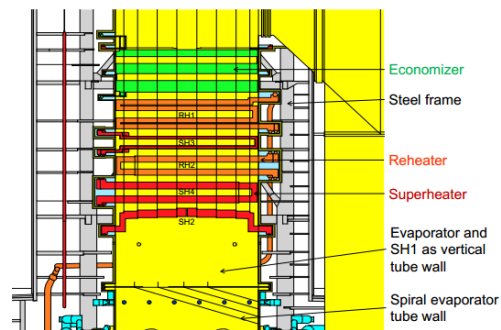 Economizer
Steel frame
RH1
SH3
RH2
Reheater
SH4
Superheater
SH2
Evaporator and
SH1 as vertical
tube wall
Spiral evaporator
tube wall